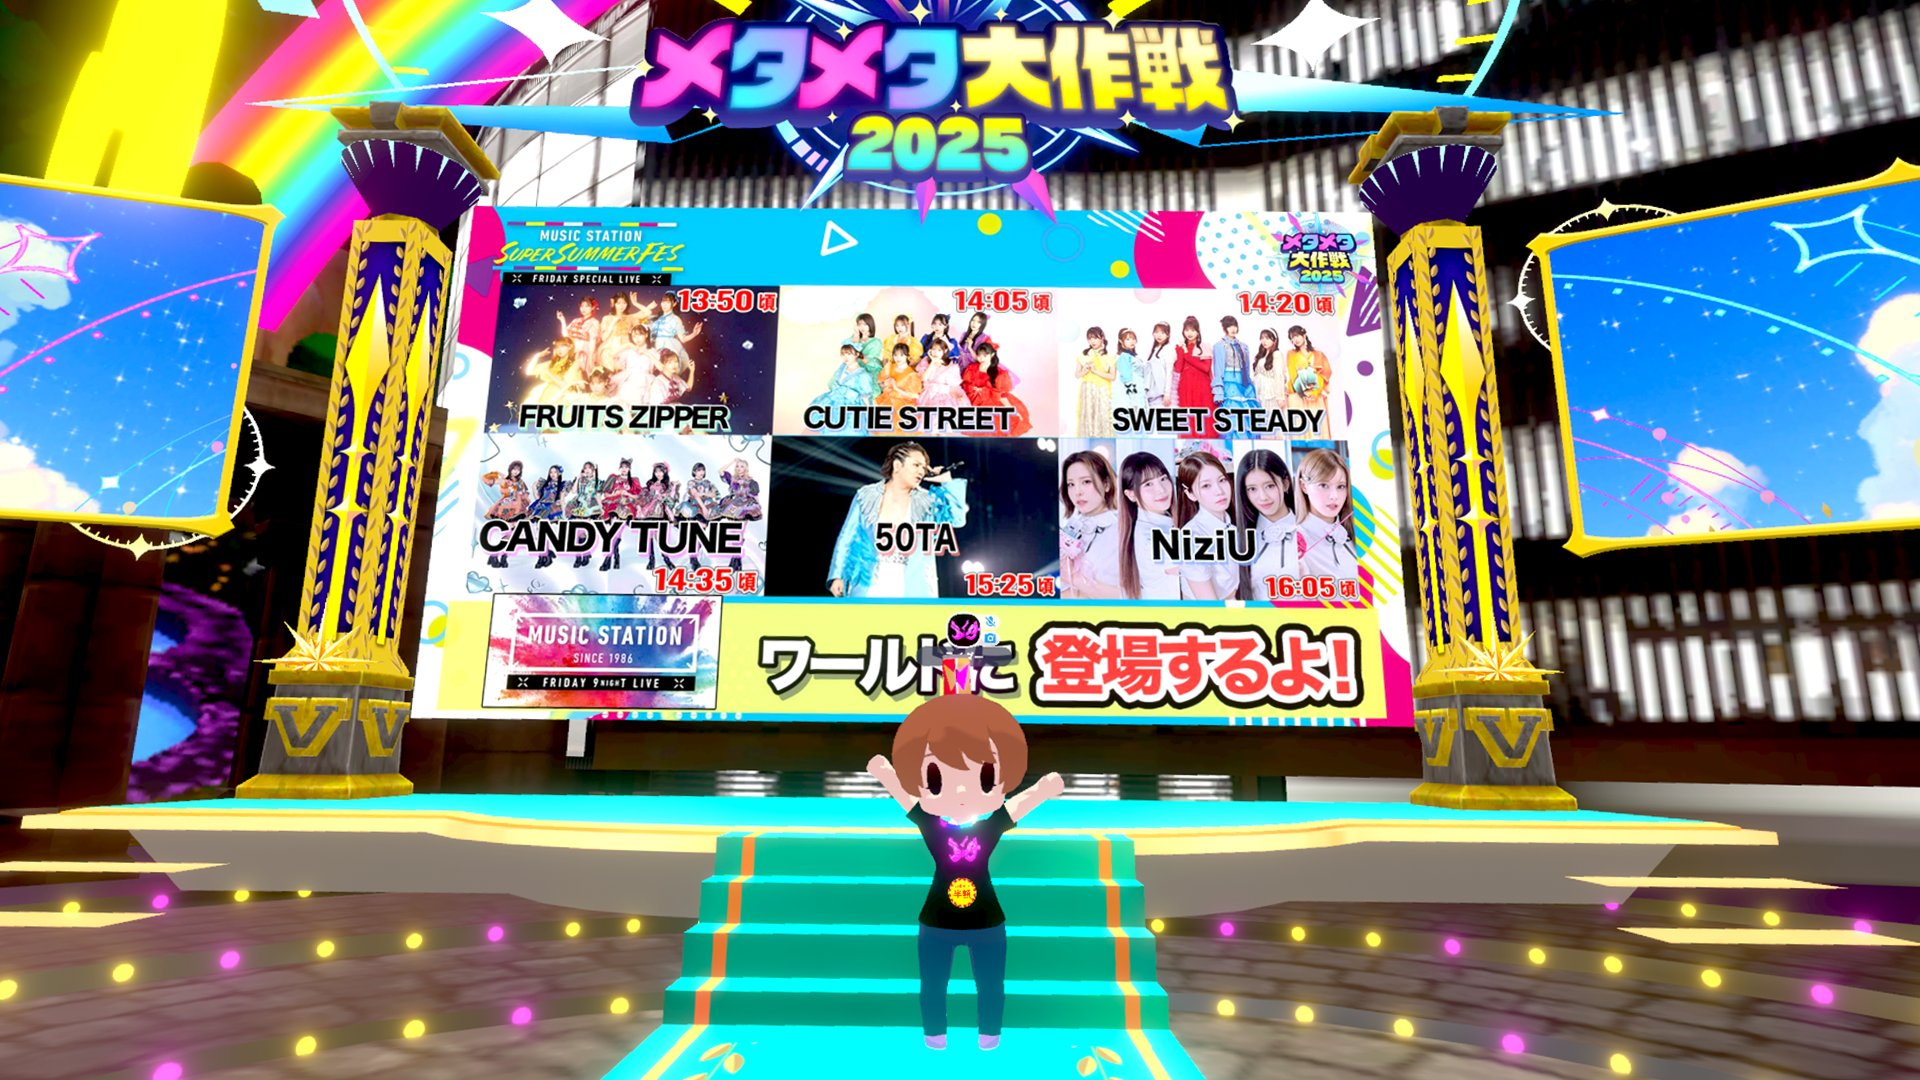 メタメタ大作戦
2025
MUSIC STATION
SUPER SUMMER FES
FRIDAY SPECIAL LIVE
メタメタ
大作戦
2025
13:50頃
14:05頃
14:20頃
FRUITS ZIPPER
CUTIE STREET
SWEET STEADY
CANDY TUNE
50TA
NiziU
14:35頃
15:25頃
16:05頃
MUSIC STATION
SINCE 1986
FRIDAY 9NIGHT LIVE
ワールドに 登場するよ!
半額
V
V
V
V